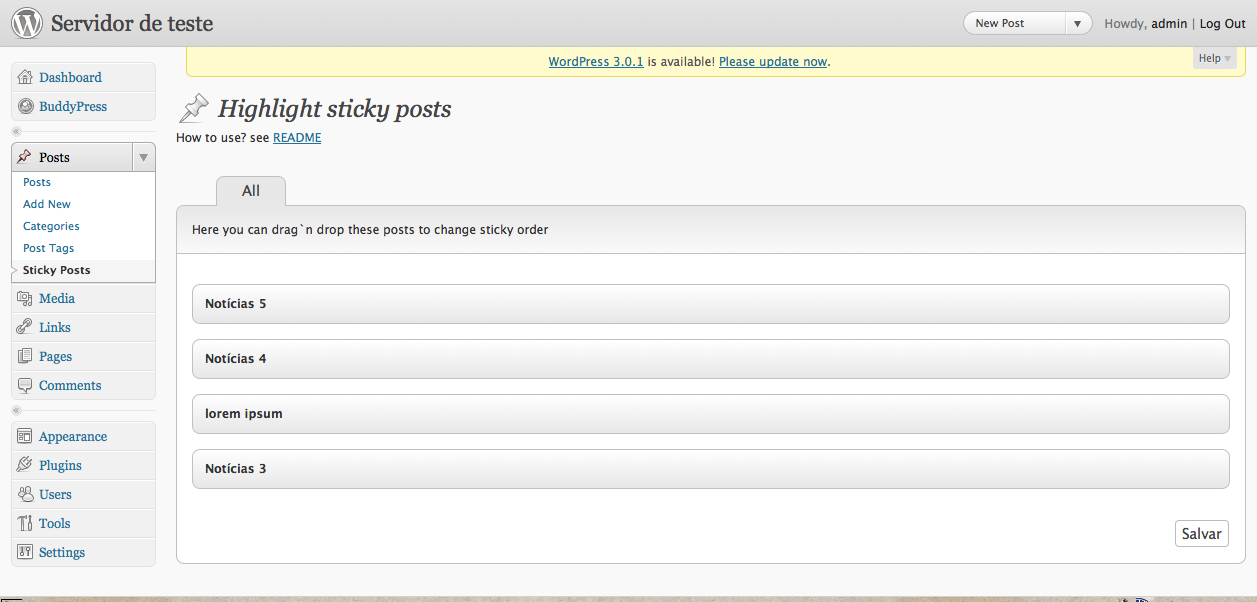 Servidor de teste
New Post
Howdy, admin | Log Out
WordPress 3.0.1 is available! Please update now.
Help
Dashboard
BuddyPress
Posts
Posts
Add New
Categories
Post Tags
Sticky Posts
Media
Links
Pages
Comments
Appearance
Plugins
Users
Tools
Settings
Highlight sticky posts
How to use? see README
All
Here you can drag`n drop these posts to change sticky order
Notícias 5
Notícias 4
lorem ipsum
Notícias 3
Salvar